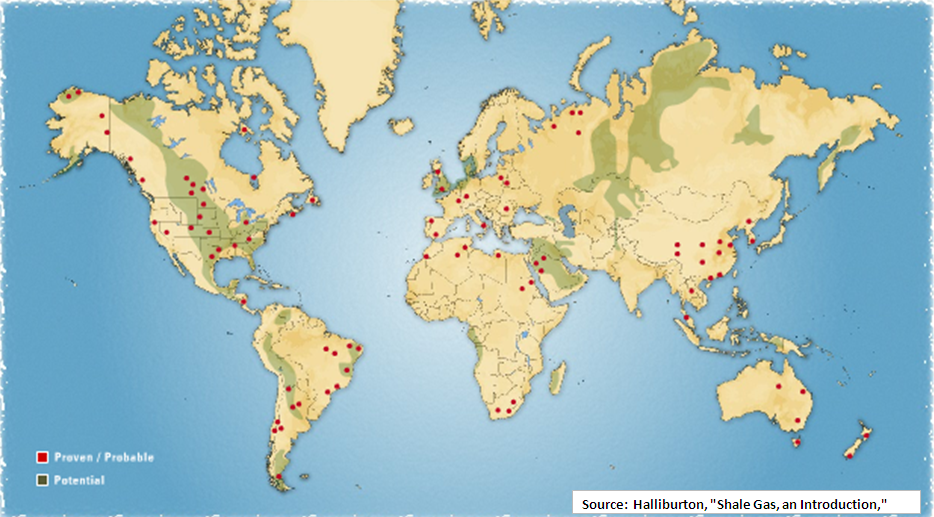 Proven / Probable
Potential
Source: Halliburton, "Shale Gas, an Introduction,"